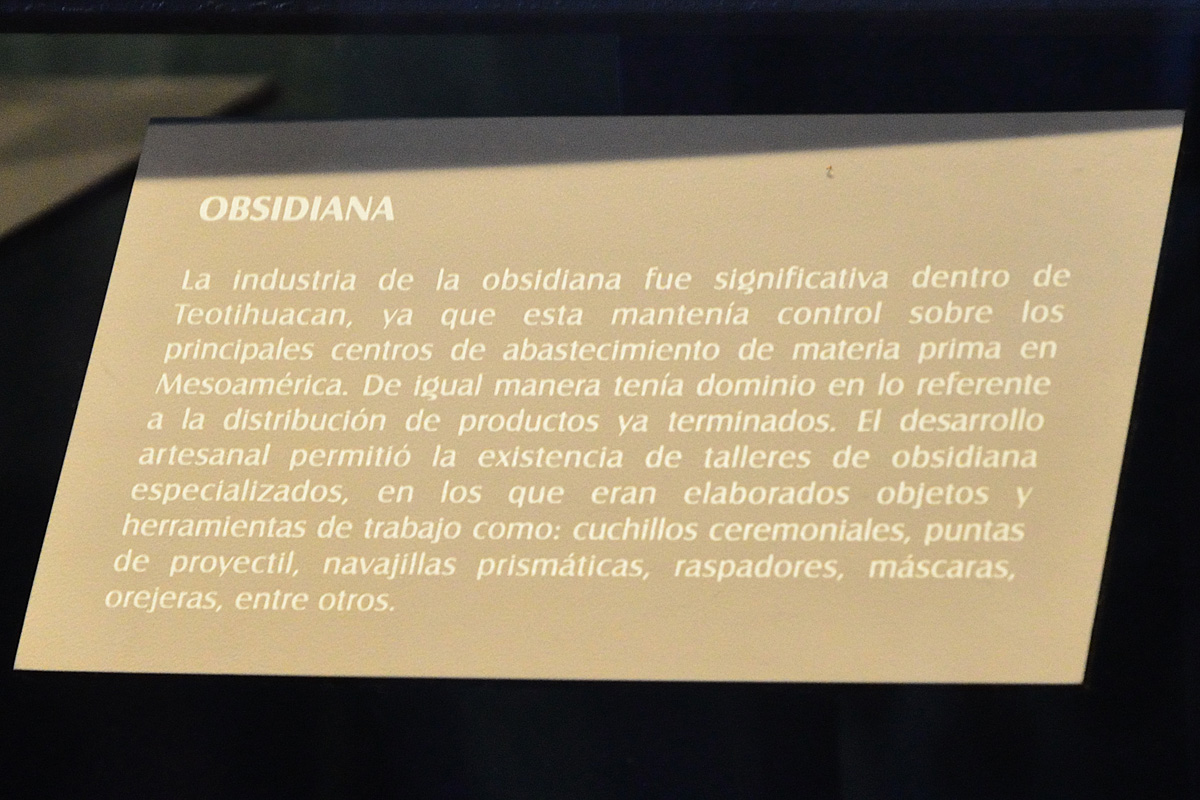 OBSIDIANA
La industria de la obsidiana fue significativa dentro de
Teotihuacan, ya que esta mantenía control sobre los
principales centros de abastecimiento de materia prima en
Mesoamérica. De igual manera tenía dominio en lo referente
a la distribución de productos ya terminados. El desarrollo
artesanal permitió la existencia de talleres de obsidiana
especializados, en los que eran elaborados objetos y
herramientas de trabajo como: cuchillos ceremoniales, puntas
de proyectil, navajillas prismáticas, raspadores, máscaras,
orejeras, entre otros.